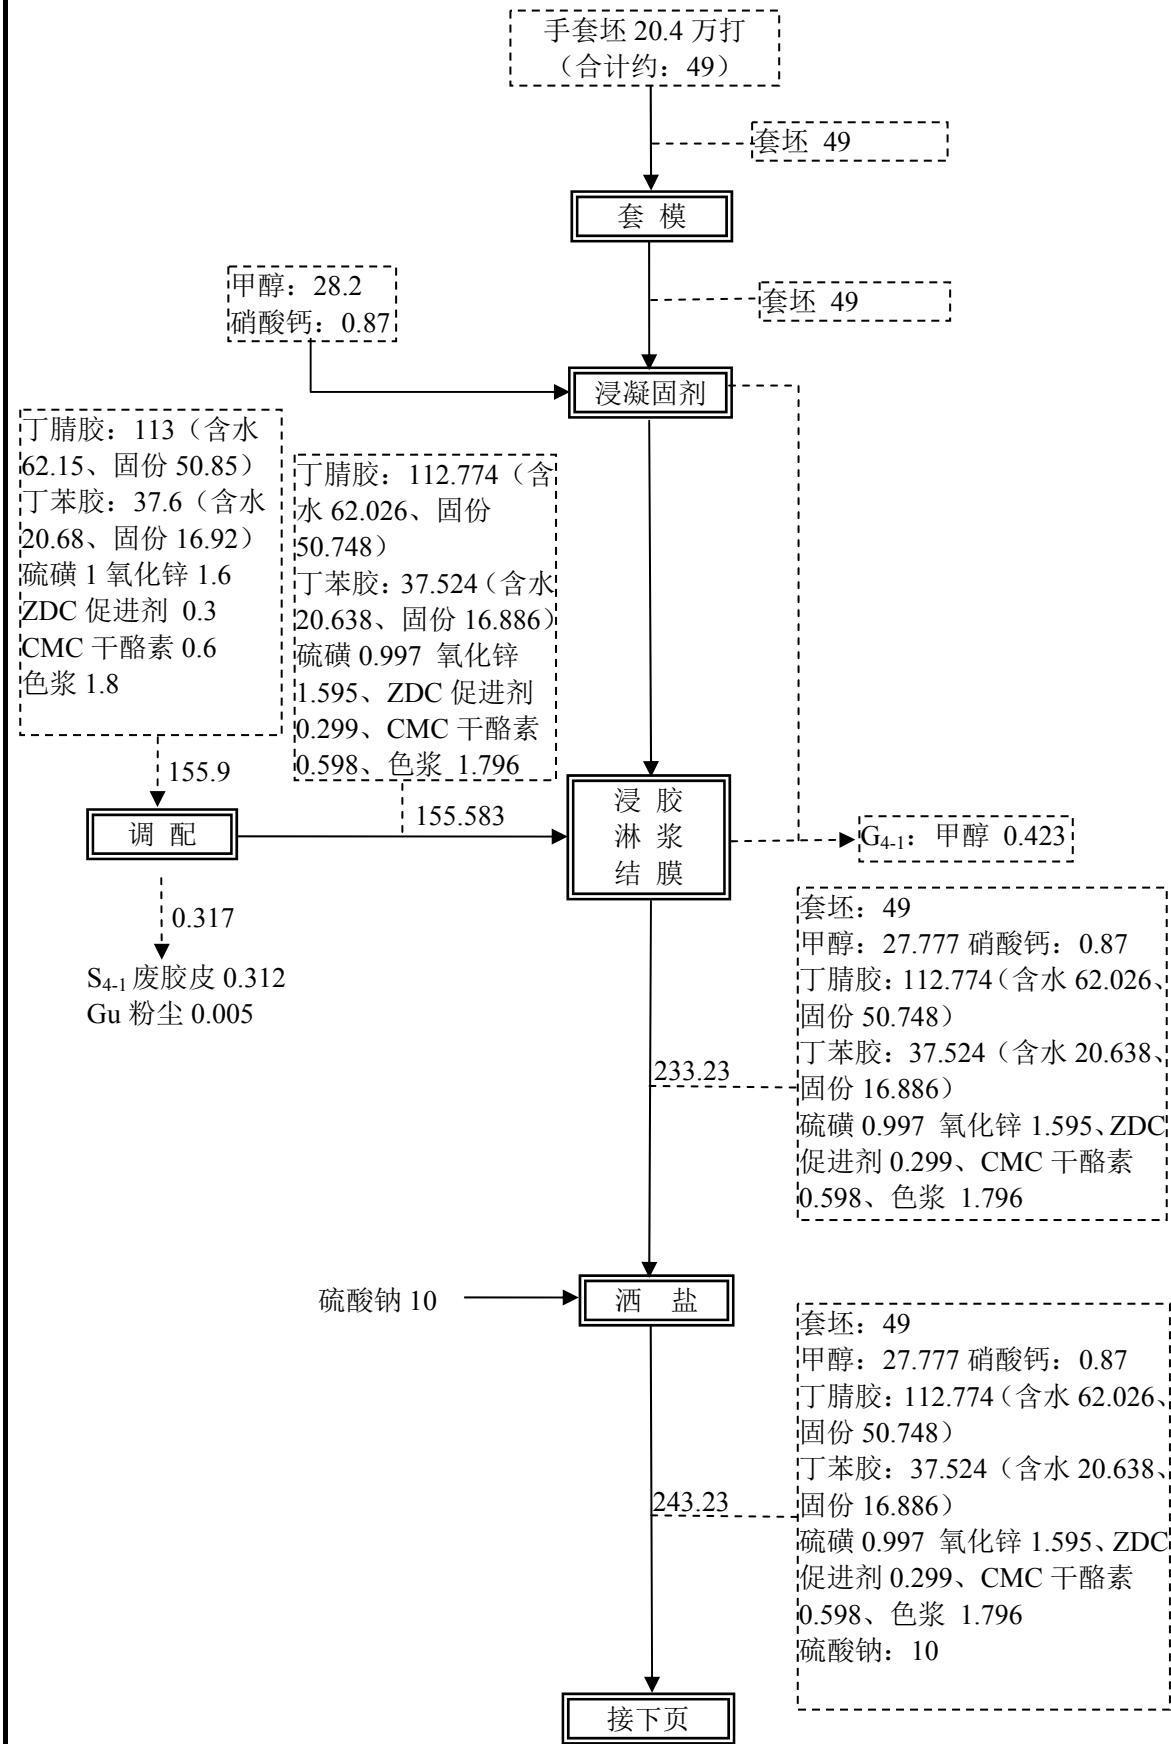 手套坯 20.4 万打
（合计约：49）
套坯 49
套 模
甲醇：28.2
硝酸钙：0.87
套坯 49
浸凝固剂
丁腈胶：113（含水
62.15、固份 50.85）
丁苯胶：37.6（含水
20.68、固份 16.92）
硫磺 1 氧化锌 1.6
ZDC 促进剂 0.3
CMC 干酪素 0.6
色浆 1.8
丁腈胶：112.774（含
水 62.026、固份
50.748）
丁苯胶：37.524（含水
20.638、固份 16.886）
硫磺 0.997 氧化锌
1.595、ZDC 促进剂
0.299、CMC 干酪素
0.598、色浆 1.796
155.9
调 配
155.583
浸 胶
淋 浆
结 膜
G4-1：甲醇 0.423
0.317
S4-1 废胶皮 0.312
Gu 粉尘 0.005
套坯：49
甲醇：27.777 硝酸钙：0.87
丁腈胶：112.774（含水 62.026、
固份 50.748）
丁苯胶：37.524（含水 20.638、
固份 16.886）
硫磺 0.997 氧化锌 1.595、ZDC
促进剂 0.299、CMC 干酪素
0.598、色浆 1.796
233.23
硫酸钠 10
洒 盐
套坯：49
甲醇：27.777 硝酸钙：0.87
丁腈胶：112.774（含水 62.026、
固份 50.748）
丁苯胶：37.524（含水 20.638、
固份 16.886）
硫磺 0.997 氧化锌 1.595、ZDC
促进剂 0.299、CMC 干酪素
0.598、色浆 1.796
硫酸钠：10
243.23
接下页